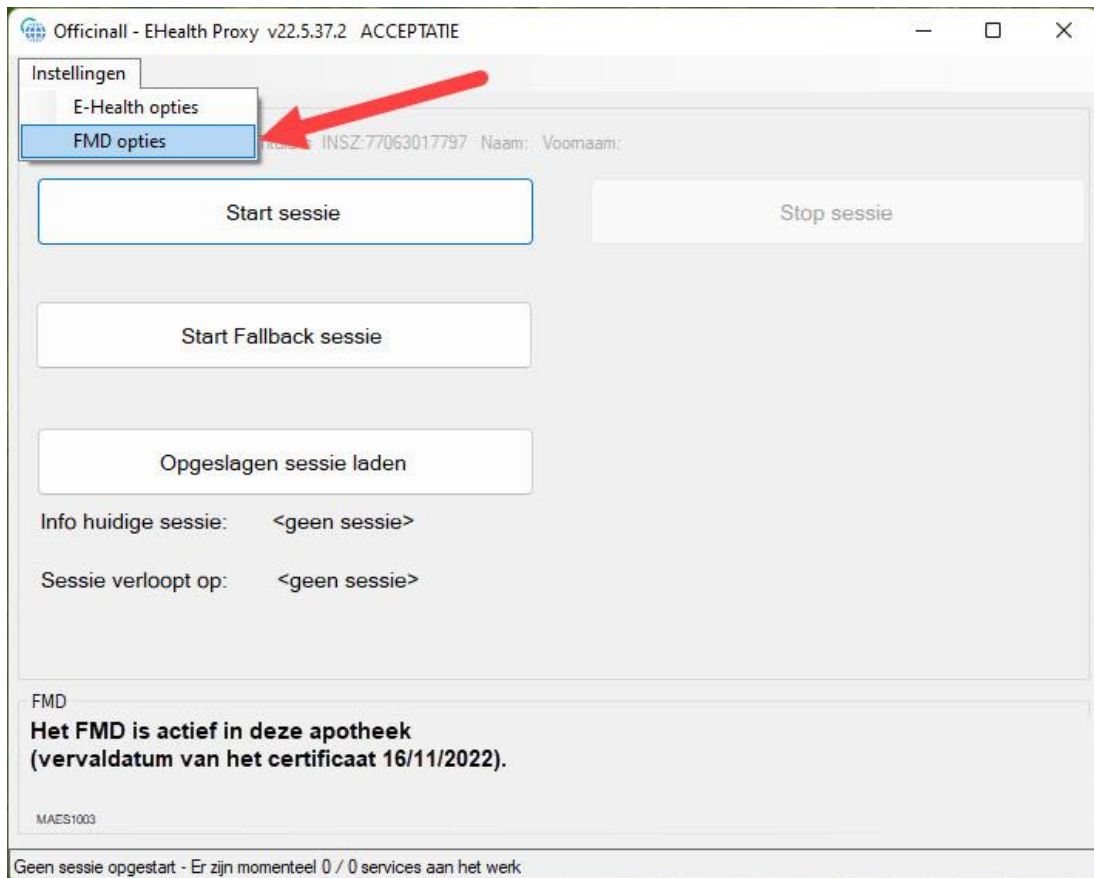 Officinall - EHealth Proxy v22.5.37.2 ACCEPTATIE
Instellingen
E-Health opties
FMD opties
INSZ:77063017797 Naam: Voornaam:
Start sessie
Stop sessie
Start Fallback sessie
Opgeslagen sessie laden
Info huidige sessie: <geen sessie>
Sessie verloopt op: <geen sessie>
FMD
Het FMD is actief in deze apotheek
(vervaldatum van het certificaat 16/11/2022).
MAES1003
Geen sessie opgestart - Er zijn momenteel 0 / 0 services aan het werk